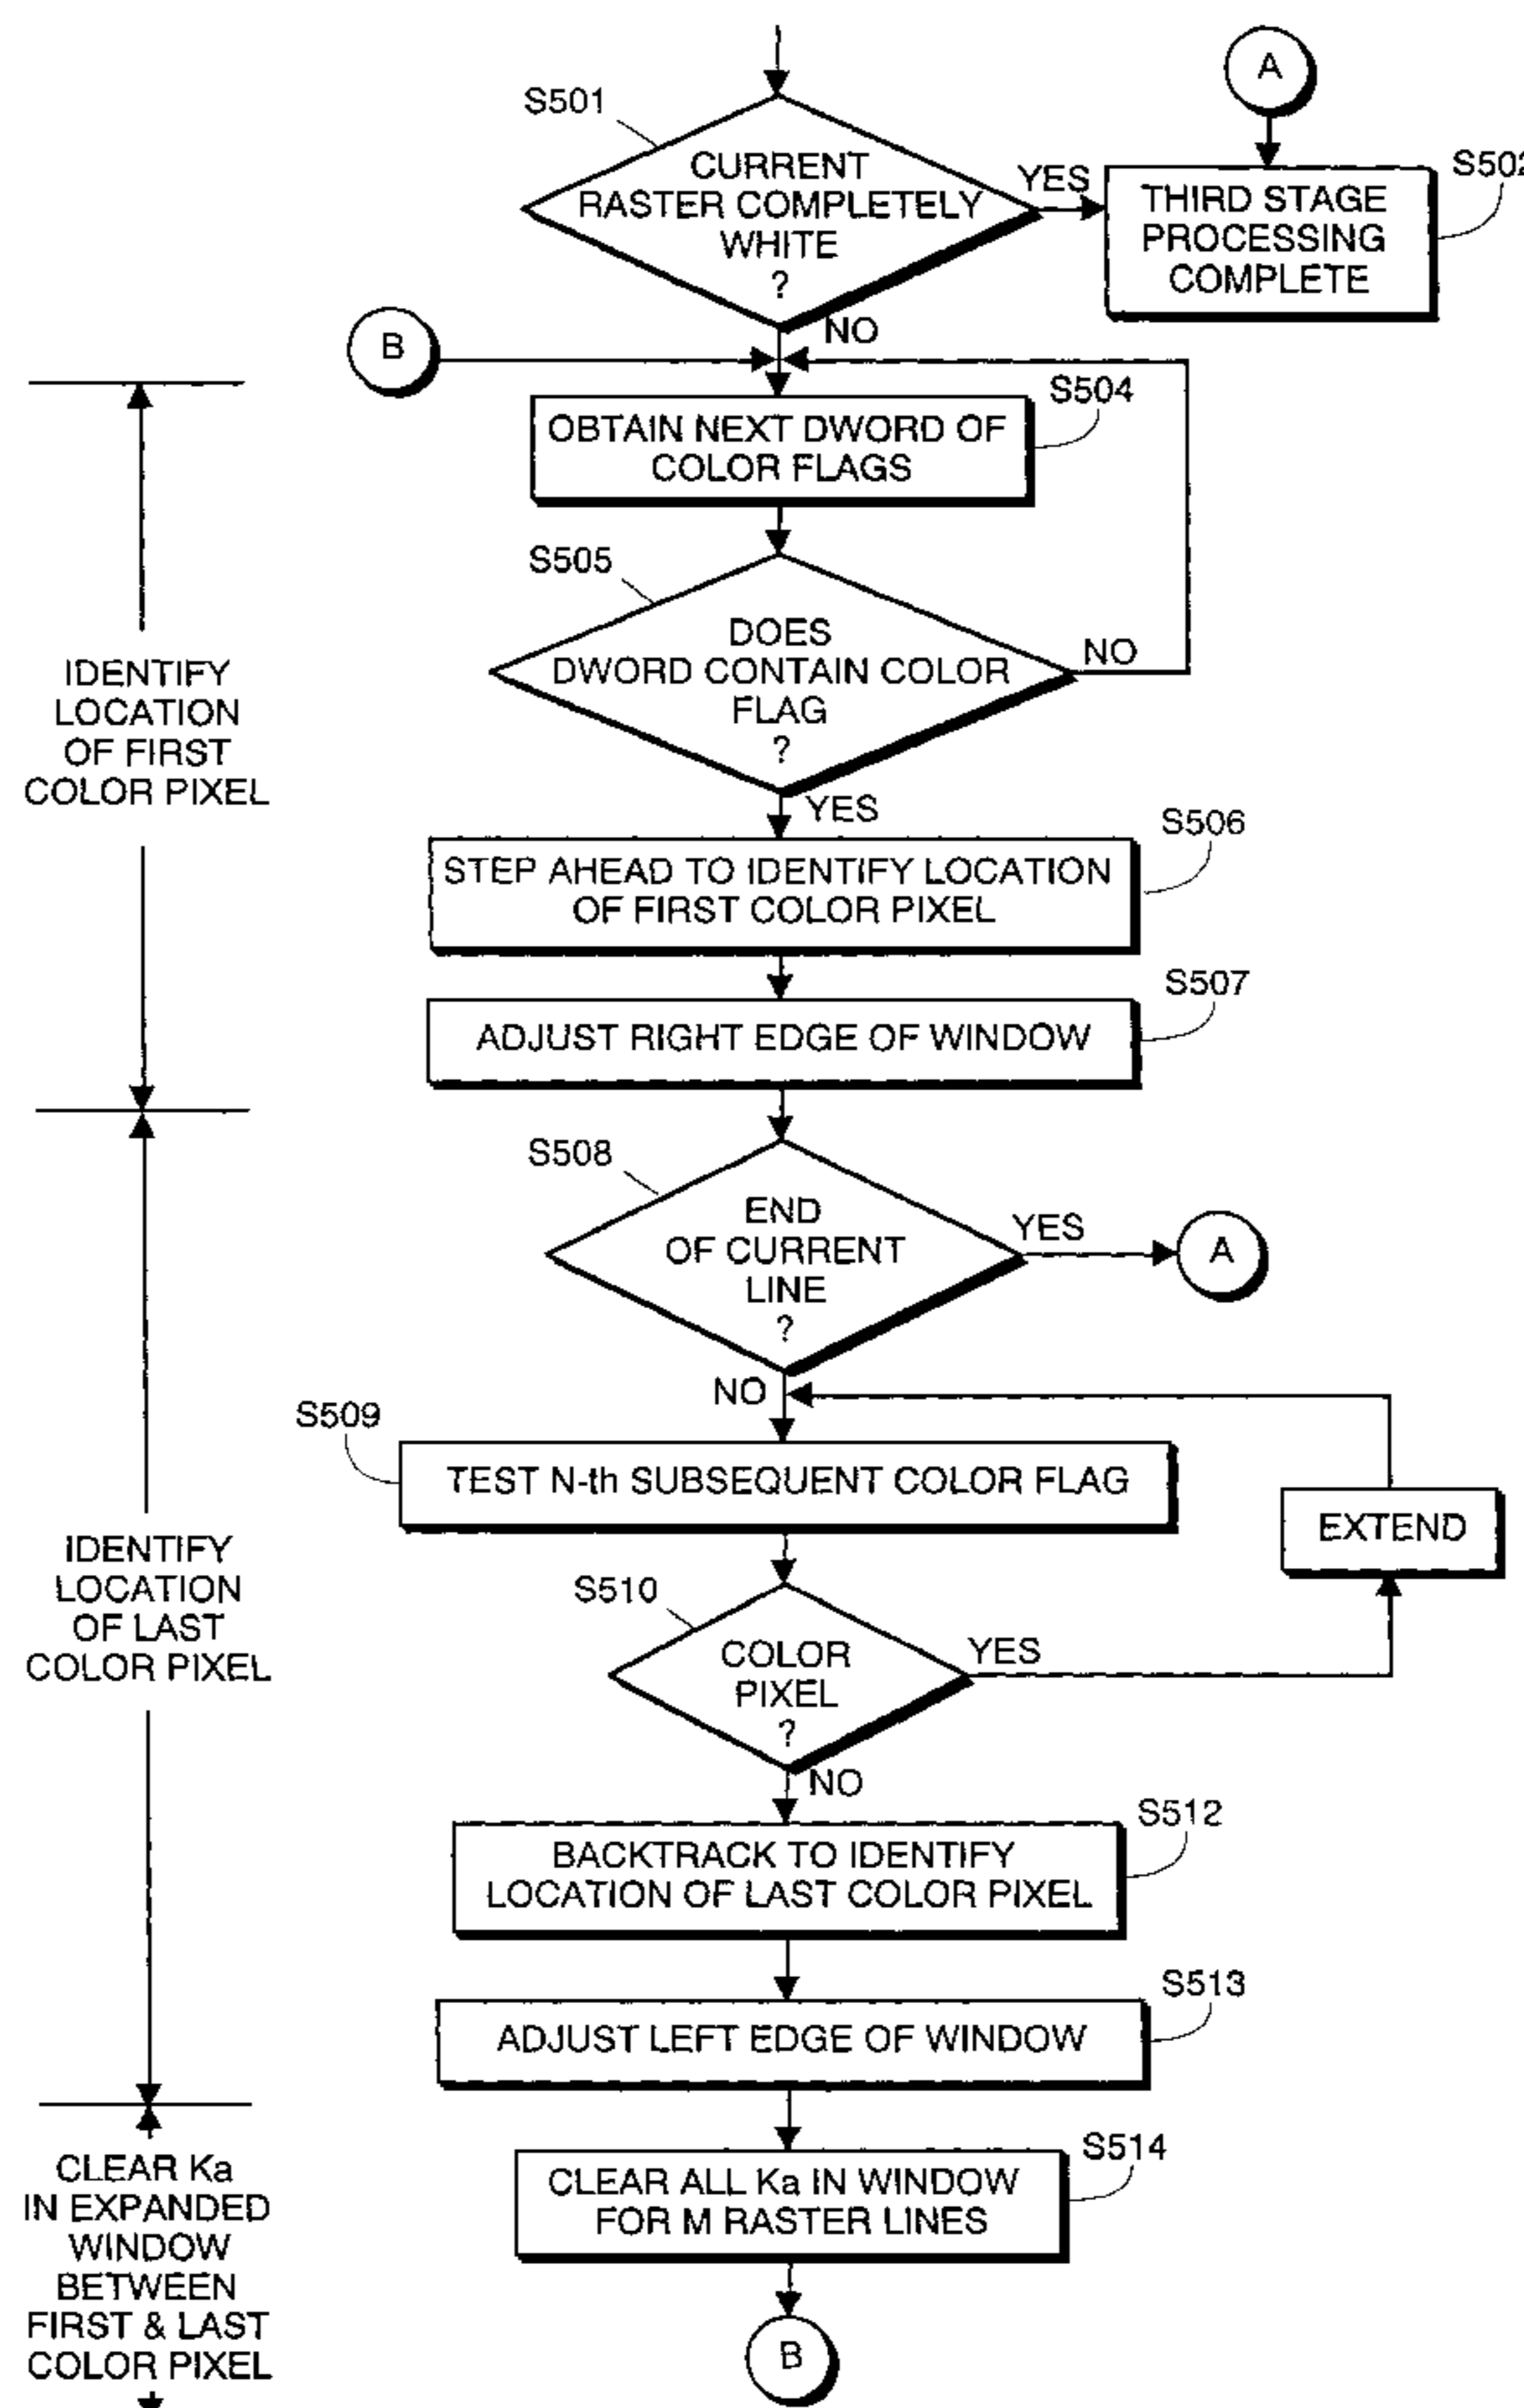 A
S501
CURRENT
RASTER COMPLETELY
WHITE
?
YES
S502
THIRD STAGE
PROCESSING
COMPLETE
NO
B
S504
OBTAIN NEXT DWORD OF
COLOR FLAGS
S505
DOES
DWORD CONTAIN COLOR
FLAG
?
NO
IDENTIFY
LOCATION
OF FIRST
COLOR PIXEL
YES
S506
STEP AHEAD TO IDENTIFY LOCATION
OF FIRST COLOR PIXEL
S507
ADJUST RIGHT EDGE OF WINDOW
S508
END
OF CURRENT
LINE
?
YES
A
NO
S509
TEST N-th SUBSEQUENT COLOR FLAG
EXTEND
IDENTIFY
LOCATION
OF LAST
COLOR PIXEL
S510
COLOR
PIXEL
?
YES
NO
S512
BACKTRACK TO IDENTIFY
LOCATION OF LAST COLOR PIXEL
S513
ADJUST LEFT EDGE OF WINDOW
S514
CLEAR ALL Ka IN WINDOW
FOR M RASTER LINES
CLEAR Ka
IN EXPANDED
WINDOW
BETWEEN
FIRST & LAST
COLOR PIXEL
B